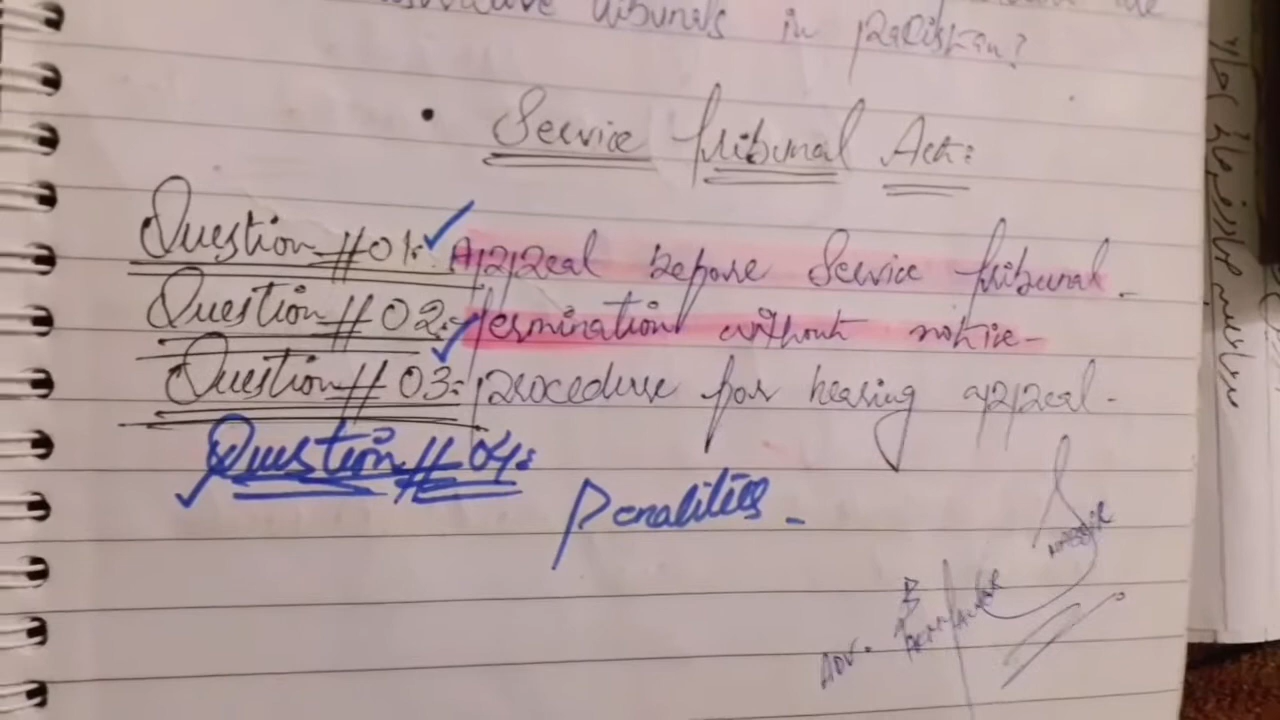 tribunals in Pakistan?
• Service Tribunal Act:
Question #01: Appeal before Service Tribunal.
Question #02:- Termination without notice-
Question #03:- Procedure for hearing appeal-
Question #04:
Penalities-
Adv.